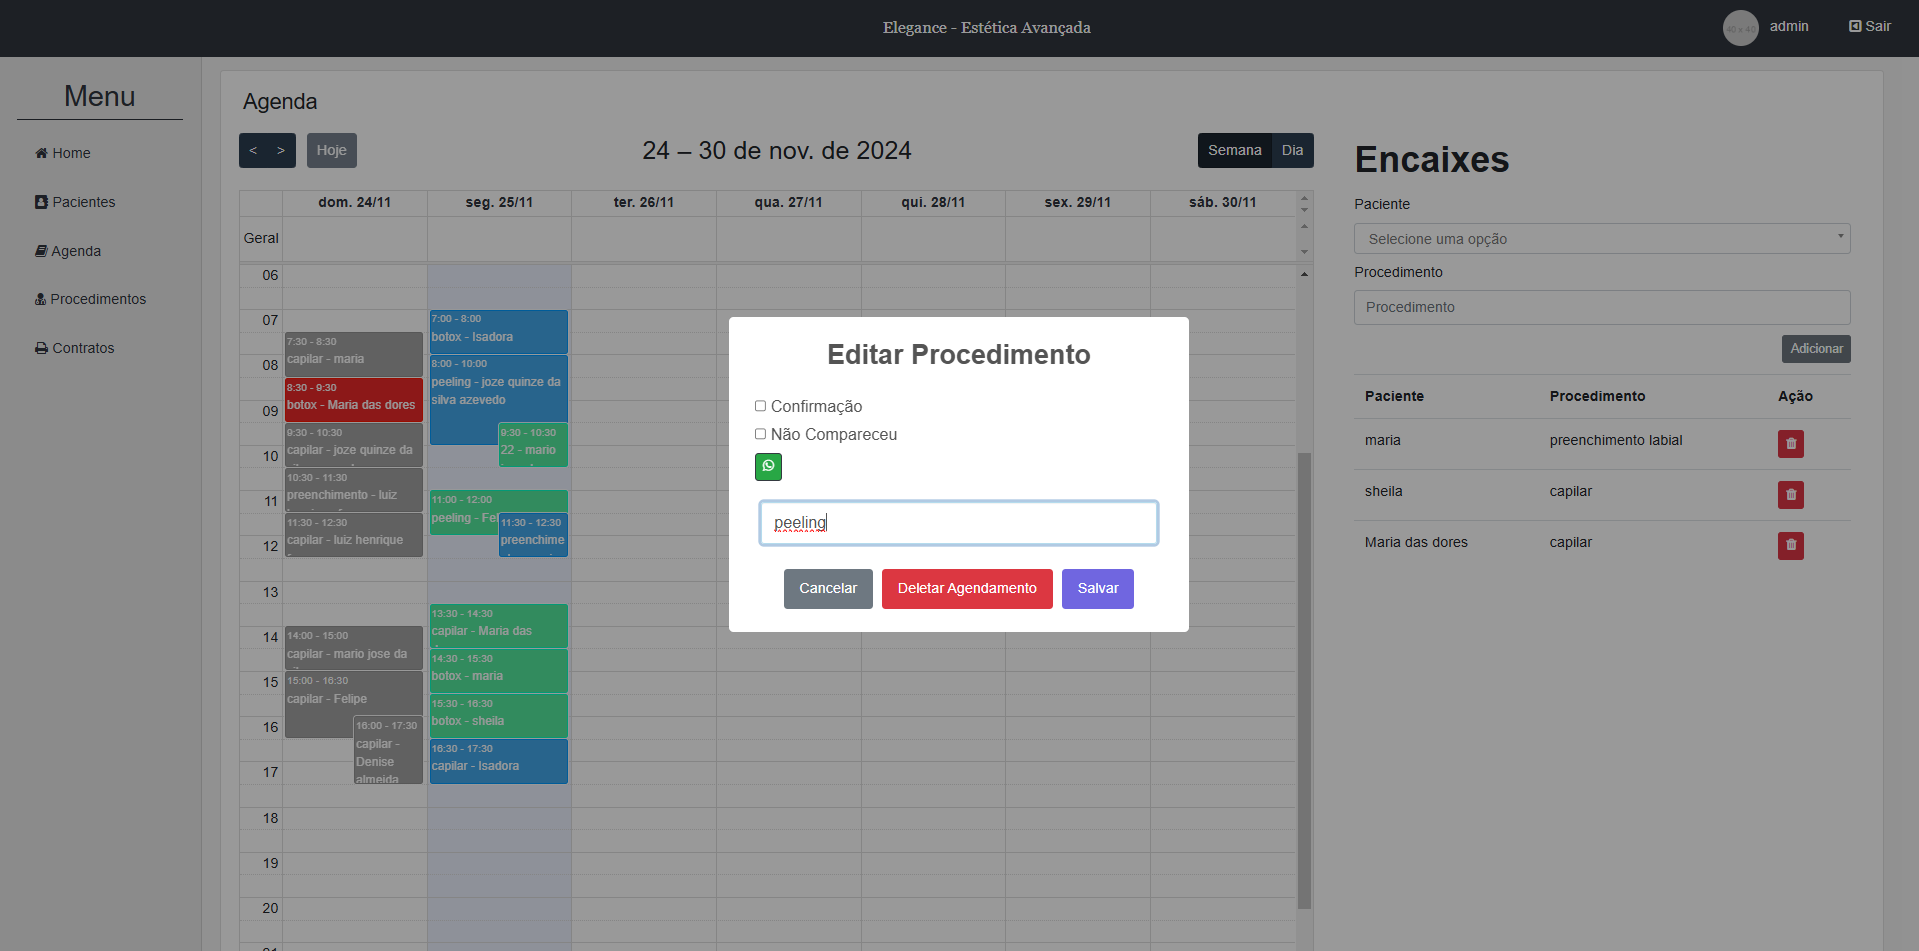 Elegance - Estética Avançada
40 x 40
admin
Sair
Menu
Home
Pacientes
Agenda
Procedimentos
Contratos
Agenda
< >
Hoje
24 – 30 de nov. de 2024
Semana
Dia
dom. 24/11
seg. 25/11
ter. 26/11
qua. 27/11
qui. 28/11
sex. 29/11
sáb. 30/11
Geral
06
07
08
09
10
11
12
13
14
15
16
17
18
19
20
7:30 - 8:30
capilar - maria
8:30 - 9:30
botox - Maria das dores
9:30 - 10:30
capilar - joze quinze da
10:30 - 11:30
preenchimento - luiz
11:30 - 12:30
capilar - luiz henrique
14:00 - 15:00
capilar - mario jose da
15:00 - 16:30
capilar - Felipe
16:00 - 17:30
capilar -
Denise
almeida
7:00 - 8:00
botox - Isadora
8:00 - 10:00
peeling - joze quinze da
silva azevedo
9:30 - 10:30
22 - mario
11:00 - 12:00
peeling - Fel
11:30 - 12:30
preenchime
13:30 - 14:30
capilar - Maria das
14:30 - 15:30
botox - maria
15:30 - 16:30
botox - sheila
16:30 - 17:30
capilar - Isadora
Editar Procedimento
Confirmação
Não Compareceu
peeling
Cancelar
Deletar Agendamento
Salvar
Encaixes
Paciente
Selecione uma opção
Procedimento
Procedimento
Adicionar
Paciente Procedimento Ação
maria preenchimento labial
sheila capilar
Maria das dores capilar